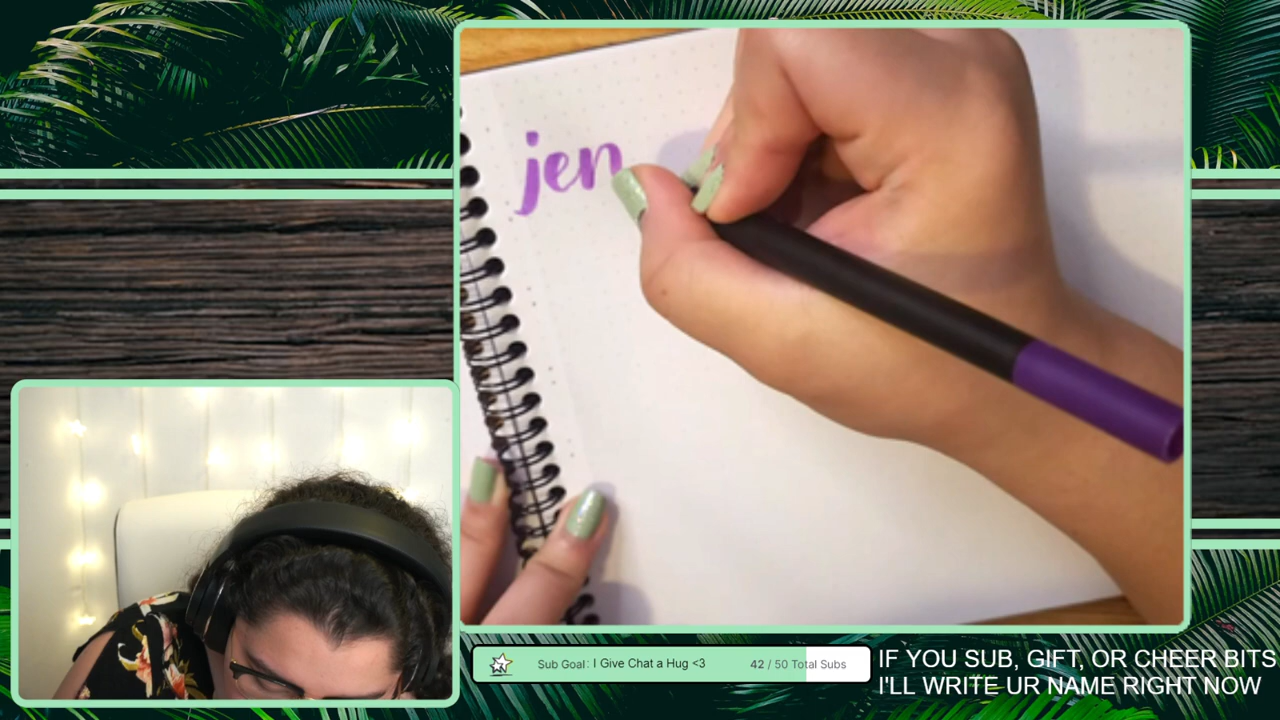 jen
Sub Goal: I Give Chat a Hug <3
42 / 50 Total Subs
IF YOU SUB, GIFT, OR CHEER BITS
I'LL WRITE UR NAME RIGHT NOW